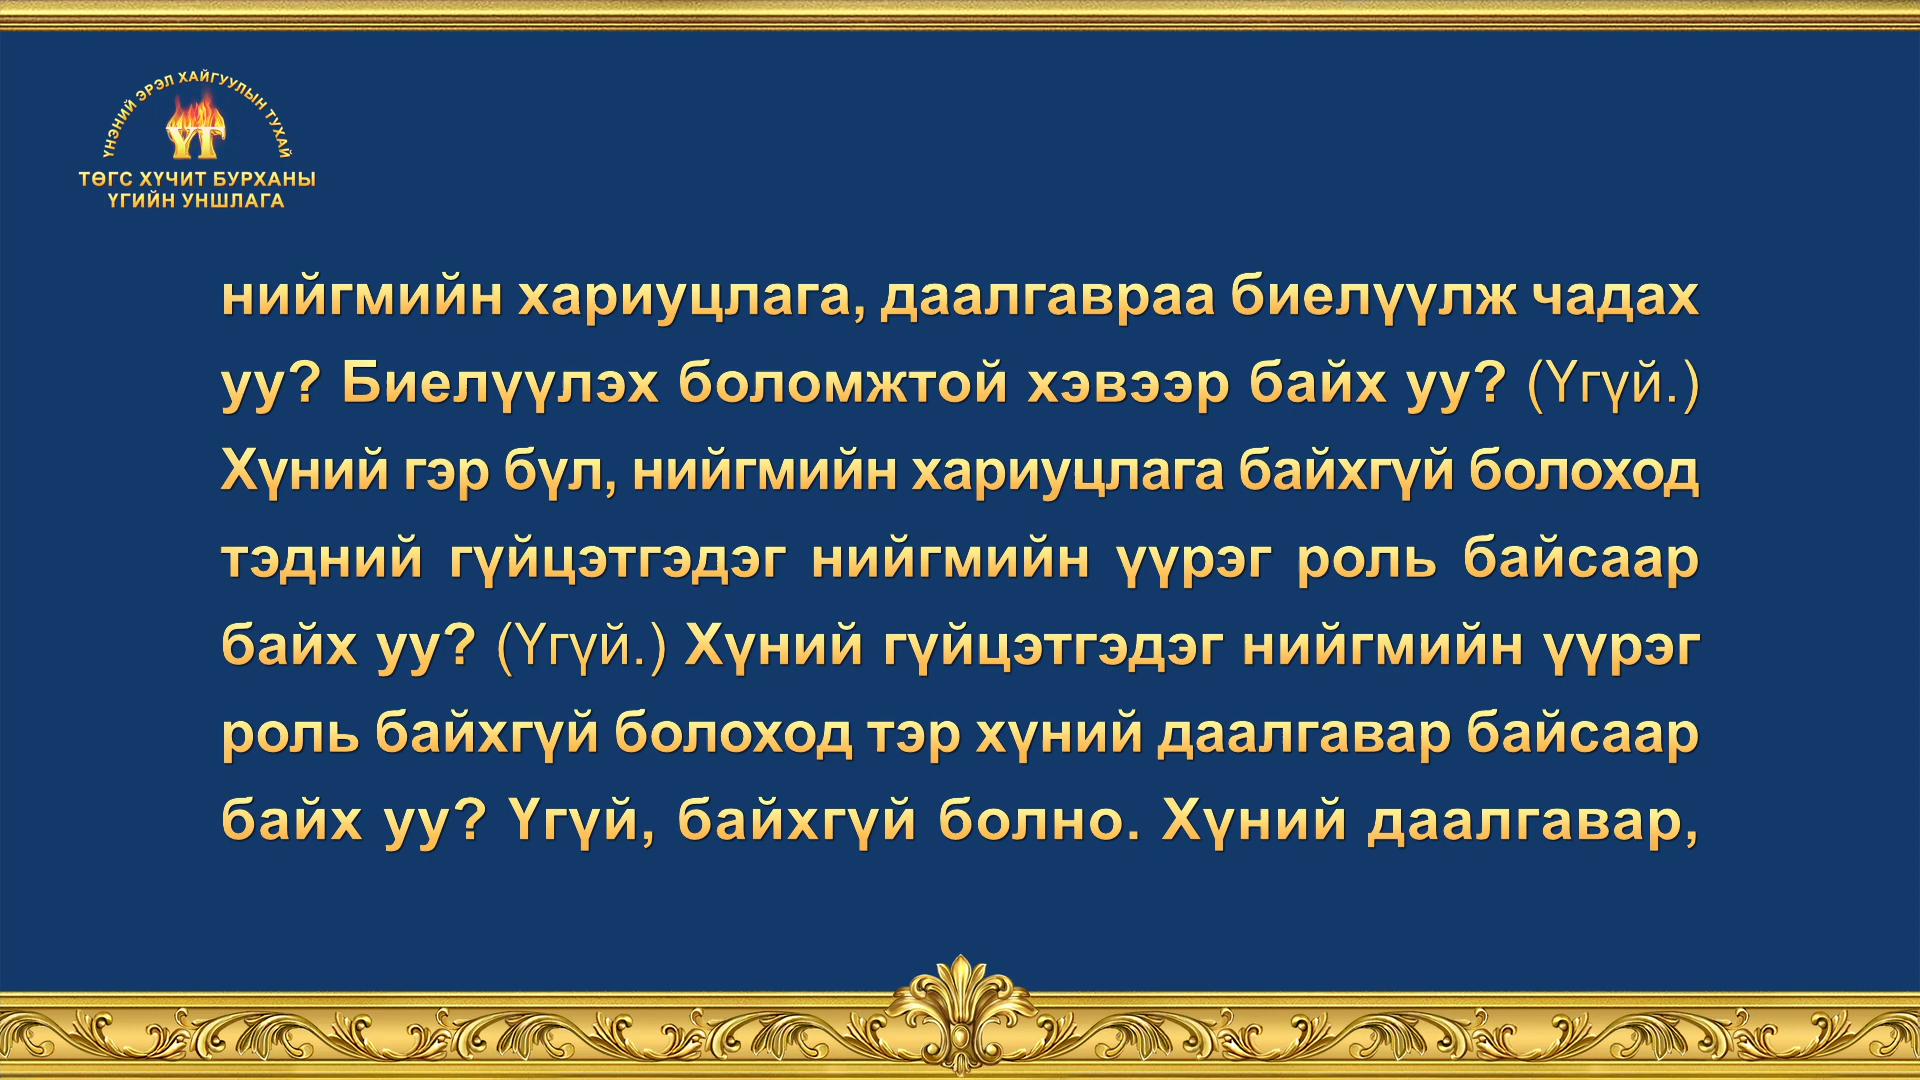 ҮНЭНИЙ ЭРЭЛ ХАЙГУУЛЫН ТУХАЙ
ҮГ
ТӨГС ХҮЧИТ БУРХАНЫ
ҮГИЙН УНШЛАГА
нийгмийн хариуцлага, даалгавраа биелүүлж чадах
уу? Биелүүлэх боломжтой хэвээр байх уу? (Үгүй.)
Хүний гэр бүл, нийгмийн хариуцлага байхгүй болоход
тэдний гүйцэтгэдэг нийгмийн үүрэг роль байсаар
байх уу? (Үгүй.) Хүний гүйцэтгэдэг нийгмийн үүрэг
роль байхгүй болоход тэр хүний даалгавар байсаар
байх уу? Үгүй, байхгүй болно. Хүний даалгавар,